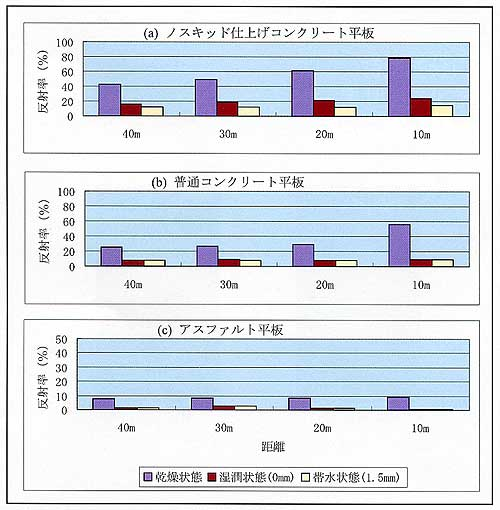 (a) ノスキッド仕上げコンクリート平板
反射率 (%)
100
80
60
40
20
0
40m 30m 20m 10m
(b) 普通コンクリート平板
反射率 (%)
100
80
60
40
20
0
40m 30m 20m 10m
(c) アスファルト平板
反射率 (%)
50
40
30
20
10
0
40m 30m 20m 10m
距離
乾燥状態 湿潤状態(0mm) 帯水状態(1.5mm)